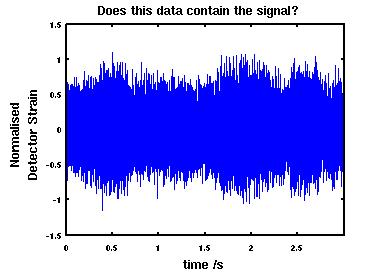 Does this data contain the signal?
1.5
1
0.5
0
-0.5
-1
-1.5
Normalised
Detector Strain
0 0.5 1 1.5 2 2.5
time /s